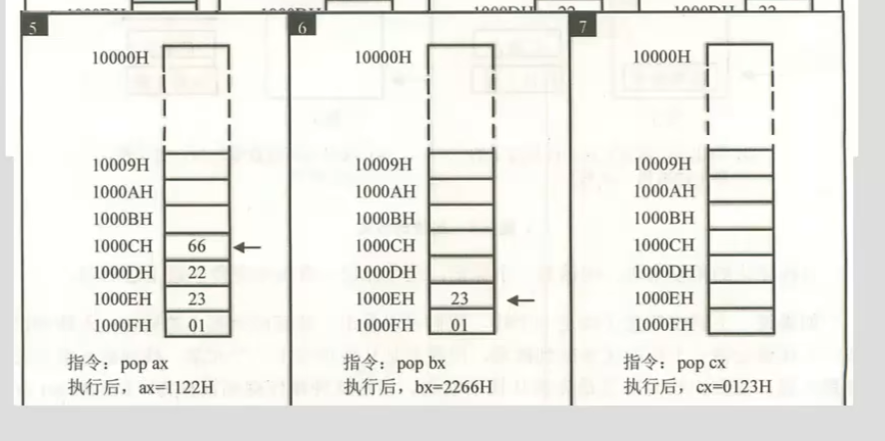 5
10000H
10009H
1000AH
1000BH
1000CH 66
1000DH 22
1000EH 23
1000FH 01
指令：pop ax
执行后，ax=1122H
6
10000H
10009H
1000AH
1000BH
1000CH
1000DH
1000EH 23
1000FH 01
指令：pop bx
执行后，bx=2266H
7
10000H
10009H
1000AH
1000BH
1000CH
1000DH
1000EH
1000FH
指令：pop cx
执行后，cx=0123H